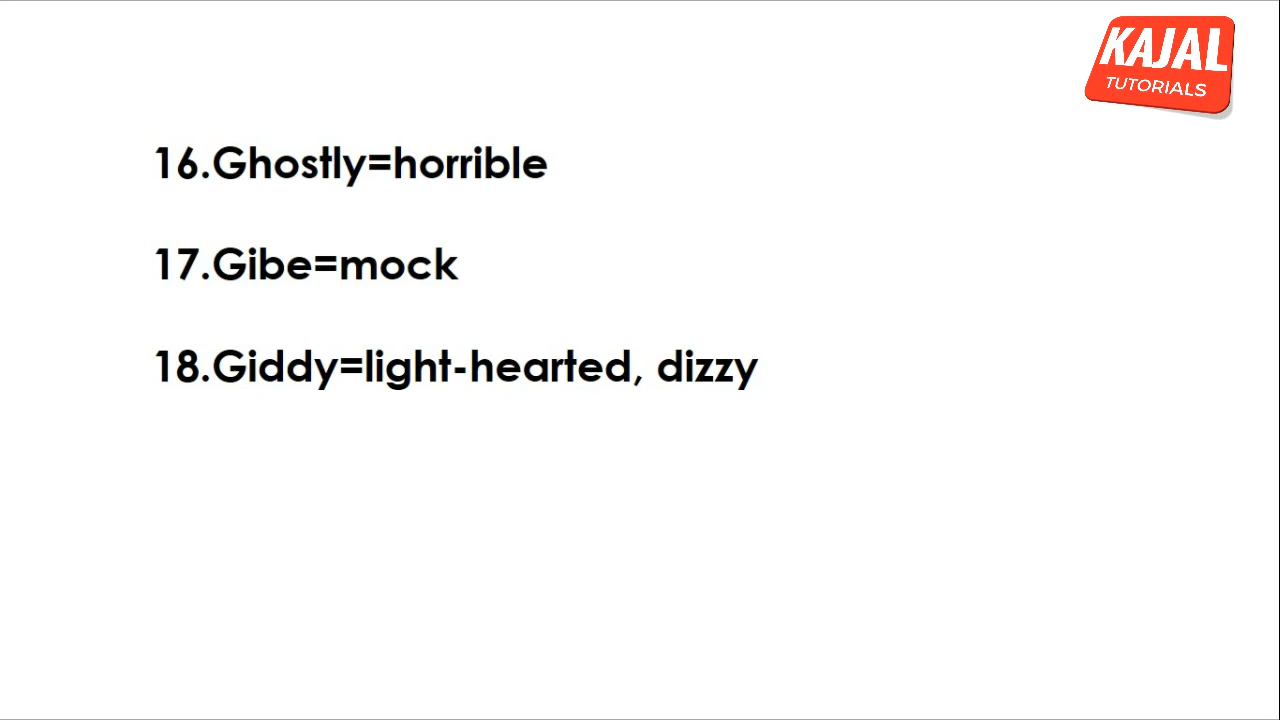 KAJAL
TUTORIALS
16.Ghostly=horrible
17.Gibe=mock
18.Giddy=light-hearted, dizzy